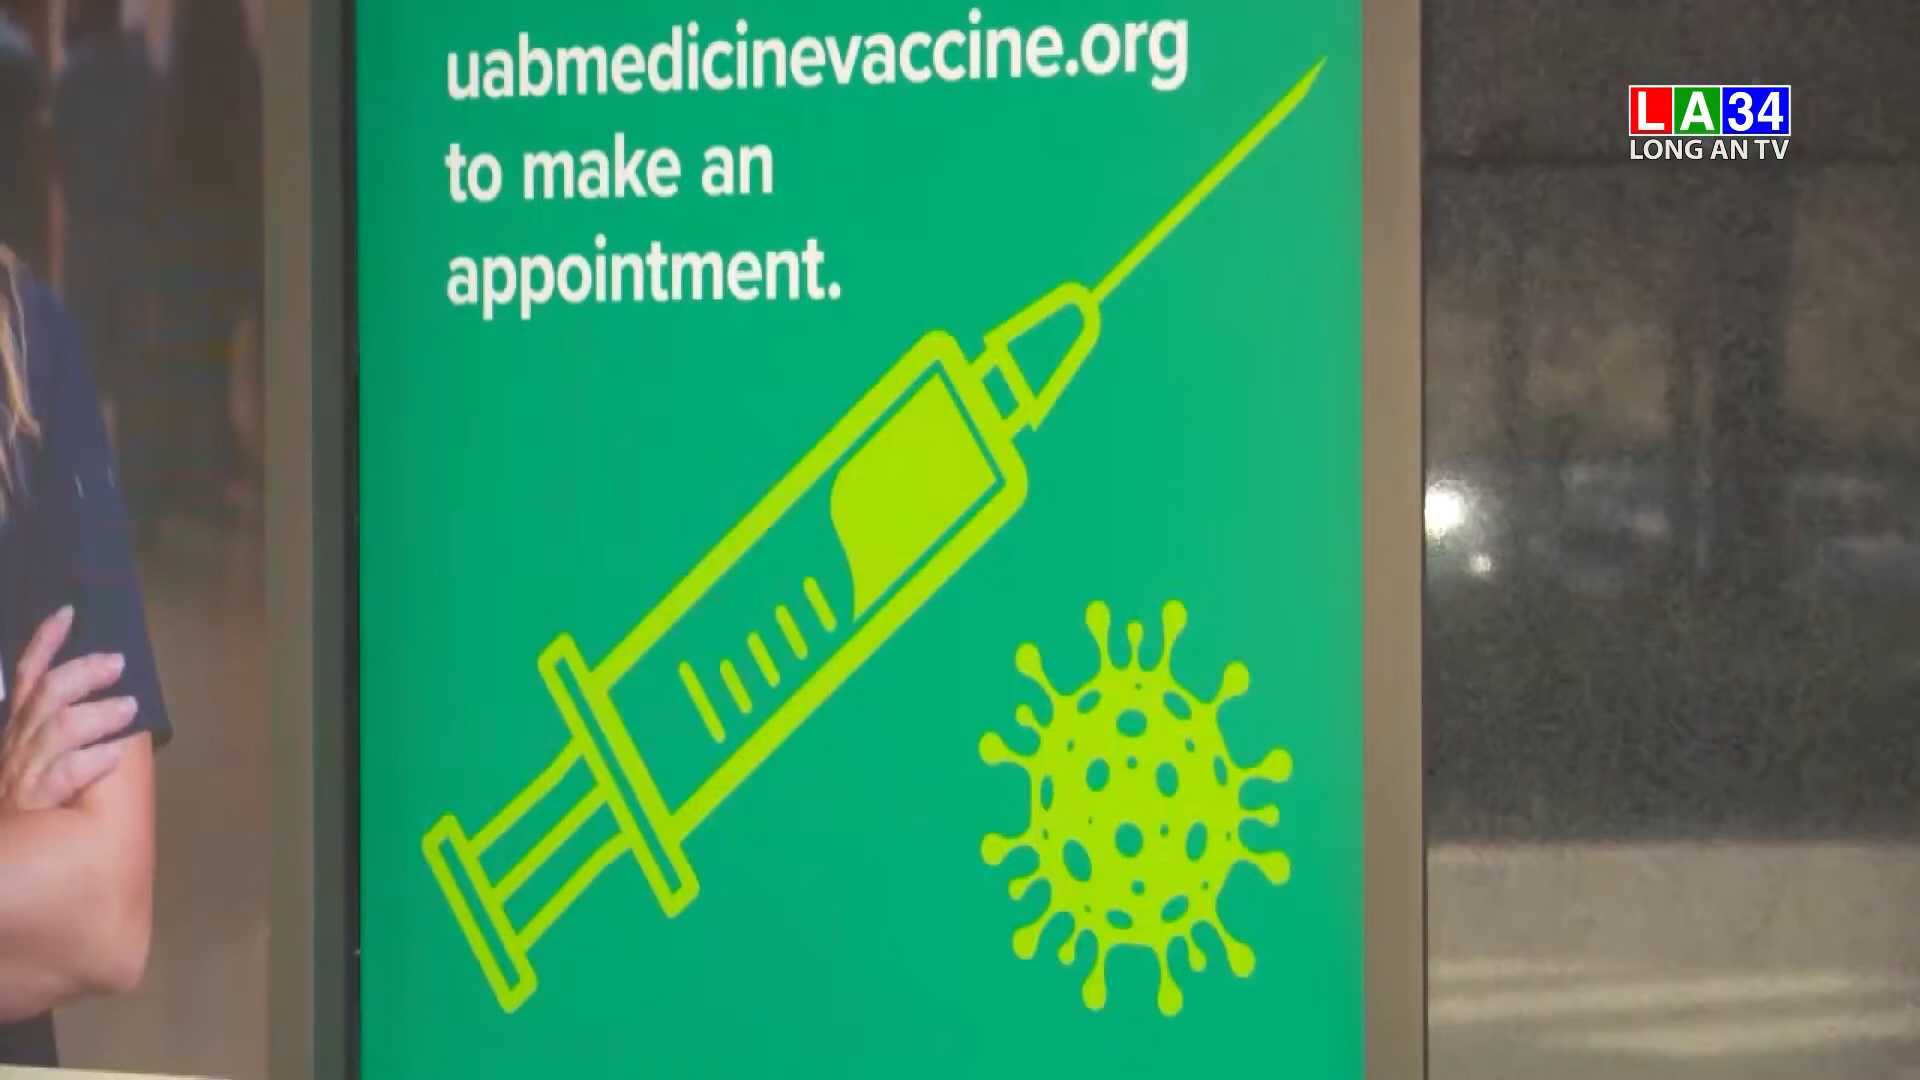 uabmedicinevaccine.org
to make an
appointment.
LA34
LONG AN TV